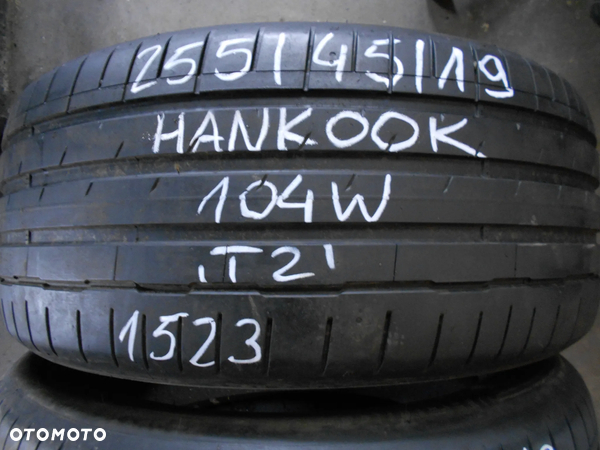 255/45/19
HANKOOK
104W
"T2"
1523
OTOMOTO